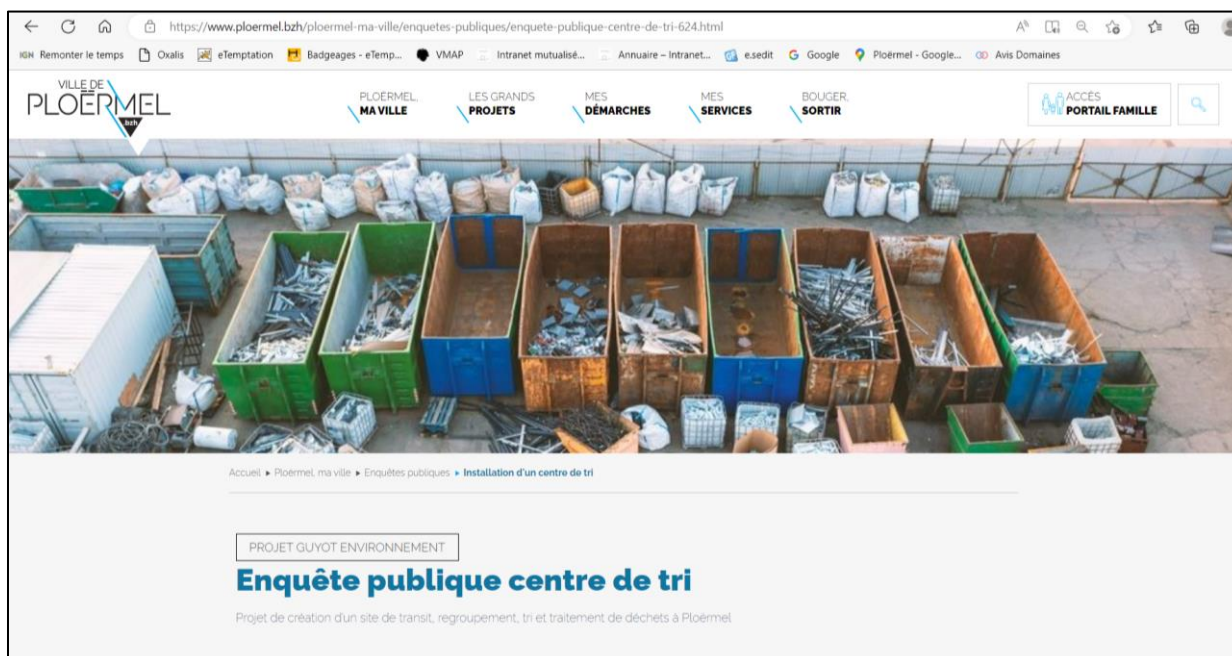 https://www.ploermel.bzh/ploermel-ma-ville/enquetes-publiques/enquete-publique-centre-de-tri-624.html
IGN Remonter le temps Oxalis eTemptation Badgeages - eTemp... VMAP Intranet mutualisé... Annuaire – Intranet... e.sedit Google Ploërmel - Google... Avis Domaines
VILLE DE
PLOËRMEL
.bzh
PLOËRMEL,
MA VILLE
LES GRANDS
PROJETS
MES
DÉMARCHES
MES
SERVICES
BOUGER,
SORTIR
ACCÈS
PORTAIL FAMILLE
Accueil ▸ Ploërmel, ma ville ▸ Enquêtes publiques ▸ Installation d'un centre de tri
PROJET GUYOT ENVIRONNEMENT
Enquête publique centre de tri
Projet de création d'un site de transit, regroupement, tri et traitement de déchets à Ploërmel